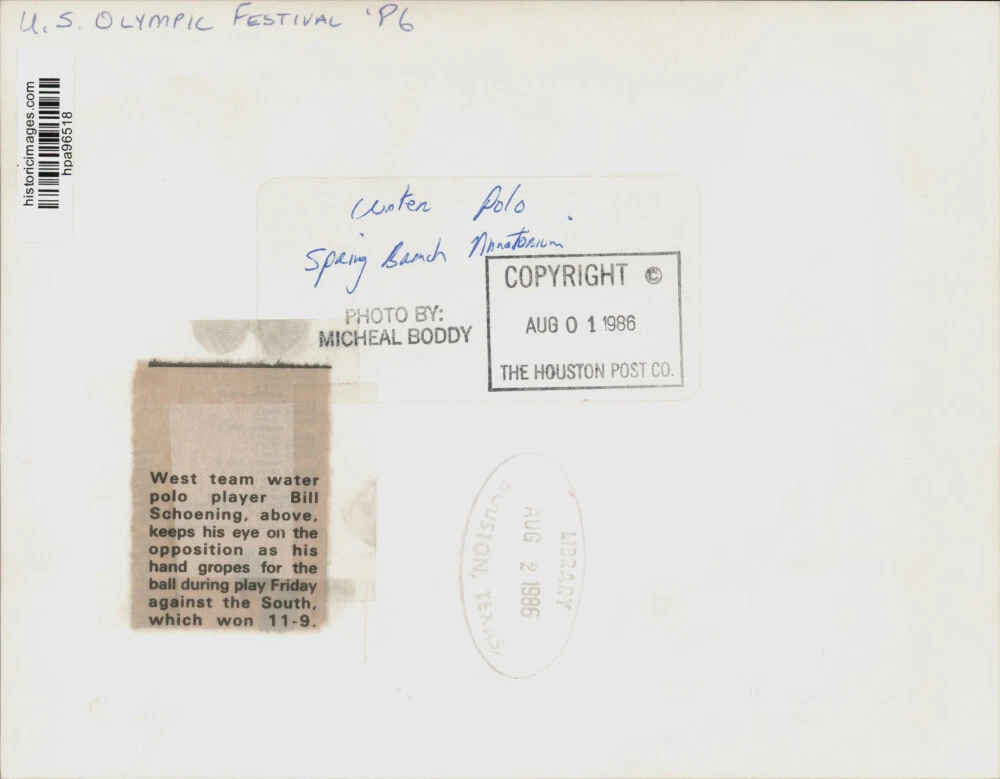 U.S. OLYMPIC FESTIVAL '86
historicimages.com
hpa96518
Water Polo
Spring Branch Natatorium
COPYRIGHT ©
AUG 01 1986
THE HOUSTON POST CO.
PHOTO BY:
MICHEAL BODDY
West team water
polo player Bill
Schoening, above,
keeps his eye on the
opposition as his
hand gropes for the
ball during play Friday
against the South,
which won 11-9.
LIBRARY
AUG 2 1986
HOUSTON, TEXAS